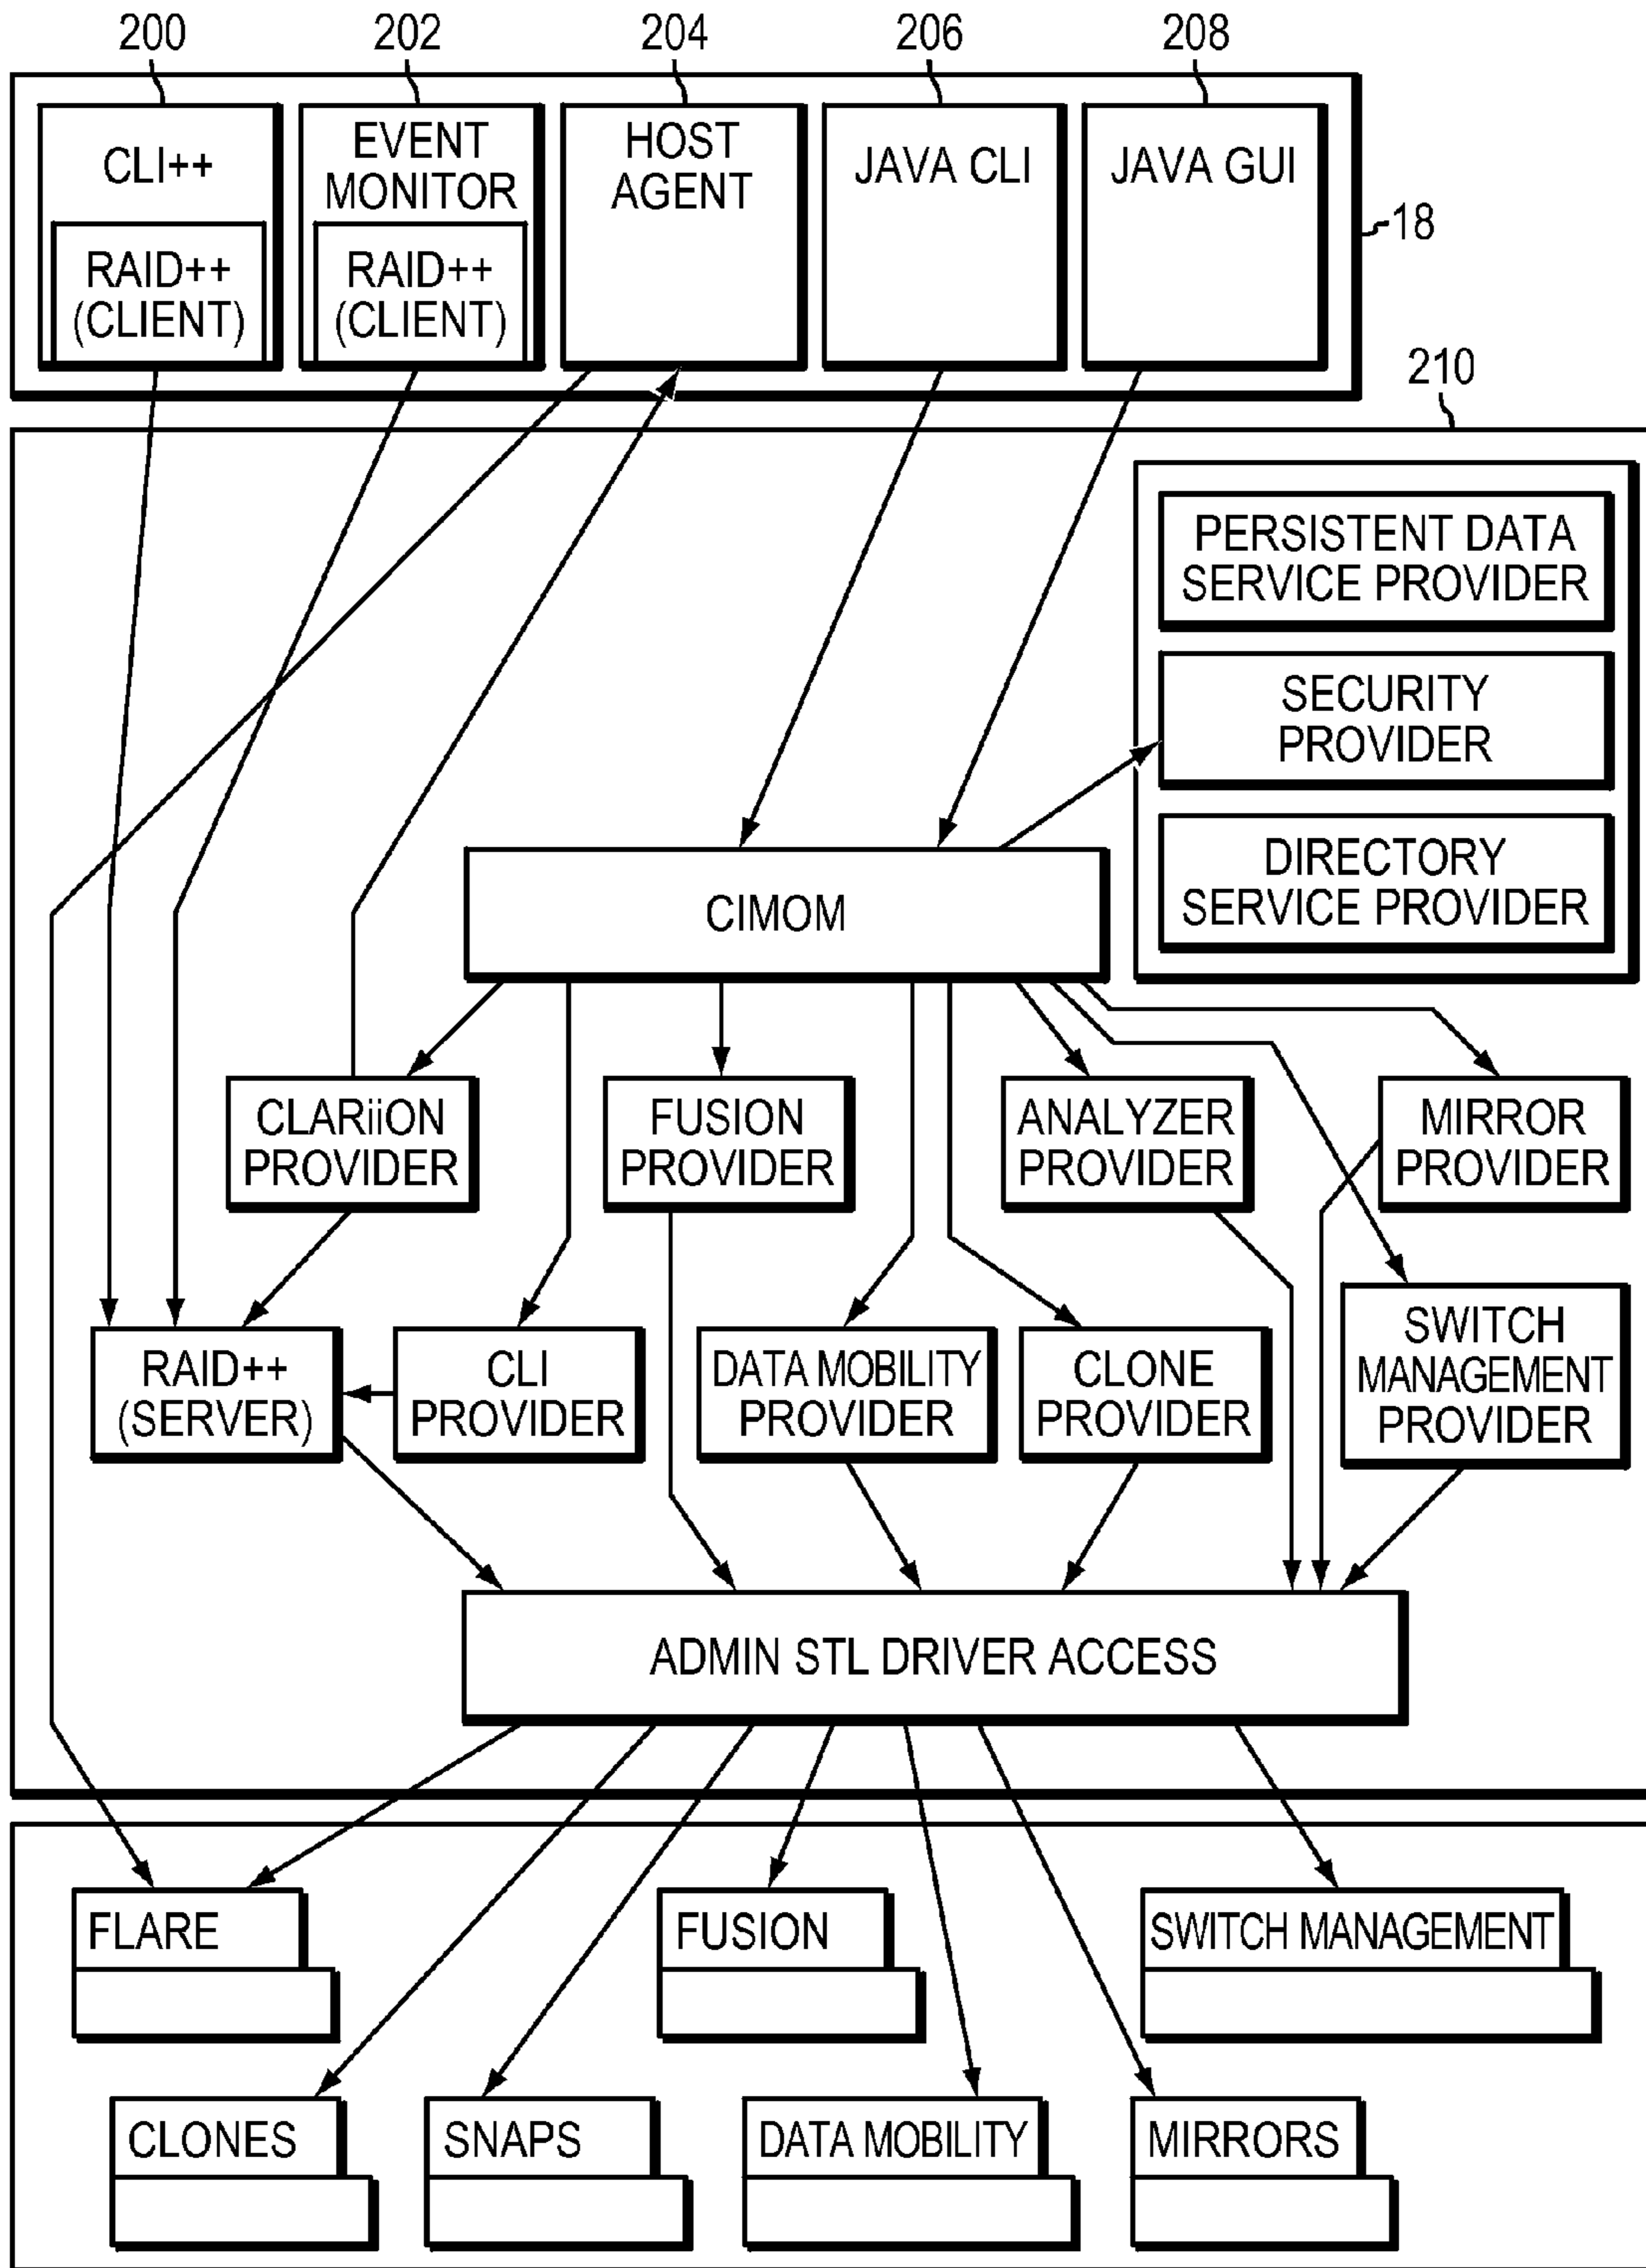 200
202
204
206
208
CLI++
RAID++
(CLIENT)
EVENT
MONITOR
RAID++
(CLIENT)
HOST
AGENT
JAVA CLI
JAVA GUI
18
210
PERSISTENT DATA
SERVICE PROVIDER
SECURITY
PROVIDER
DIRECTORY
SERVICE PROVIDER
CIMOM
CLARiiON
PROVIDER
FUSION
PROVIDER
ANALYZER
PROVIDER
MIRROR
PROVIDER
RAID++
(SERVER)
CLI
PROVIDER
DATA MOBILITY
PROVIDER
CLONE
PROVIDER
SWITCH
MANAGEMENT
PROVIDER
ADMIN STL DRIVER ACCESS
FLARE
FUSION
SWITCH MANAGEMENT
CLONES
SNAPS
DATA MOBILITY
MIRRORS